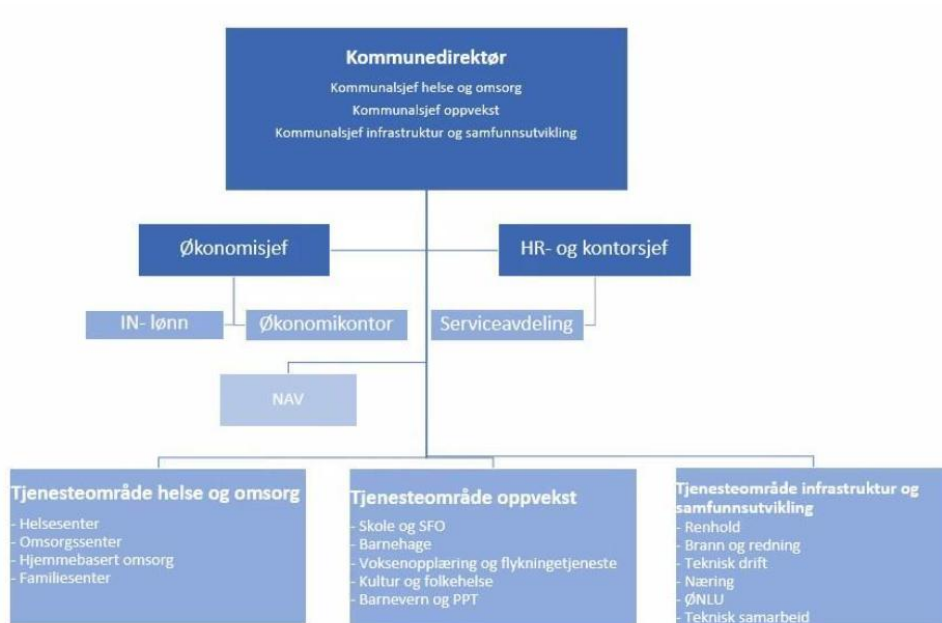 Kommunedirektør
Kommunalsjef helse og omsorg
Kommunalsjef oppvekst
Kommunalsjef infrastruktur og samfunnsutvikling
Økonomisjef
HR- og kontorsjef
IN- lønn
Økonomikontor
Serviceavdeling
NAV
Tjenesteområde helse og omsorg
- Helsesenter
- Omsorgssenter
- Hjemmebasert omsorg
- Familiesenter
Tjenesteområde oppvekst
- Skole og SFO
- Barnehage
- Voksenopplæring og flykningetjeneste
- Kultur og folkehelse
- Barnevern og PPT
Tjenesteområde infrastruktur og
samfunnsutvikling
- Renhold
- Brann og redning
- Teknisk drift
- Næring
- ØNLU
- Teknisk samarbeid